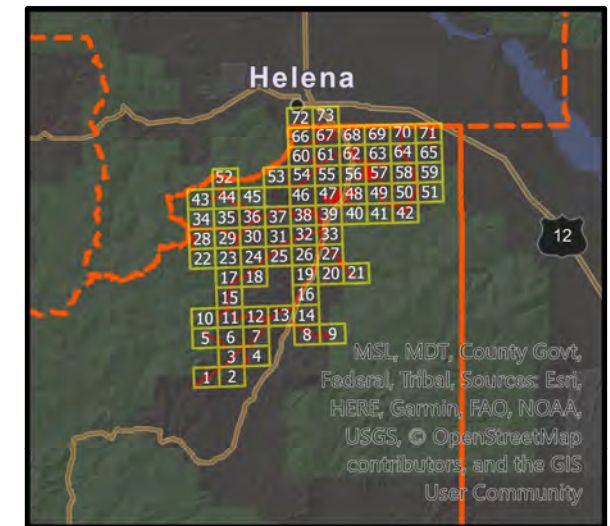 Helena
72 73
66 67 68 69 70 71
60 61 62 63 64 65
52 53 54 55 56 57 58 59
43 44 45 46 47 48 49 50 51
34 35 36 37 38 39 40 41 42
28 29 30 31 32 33
22 23 24 25 26 27
17 18 19 20 21
15 16
10 11 12 13 14
5 6 7 8 9
3 4
1 2
12
MSL, MDT, County Govt,
Federal, Tribal, Sources: Esri,
HERE, Garmin, FAO, NOAA,
USGS, © OpenStreetMap
contributors, and the GIS
User Community